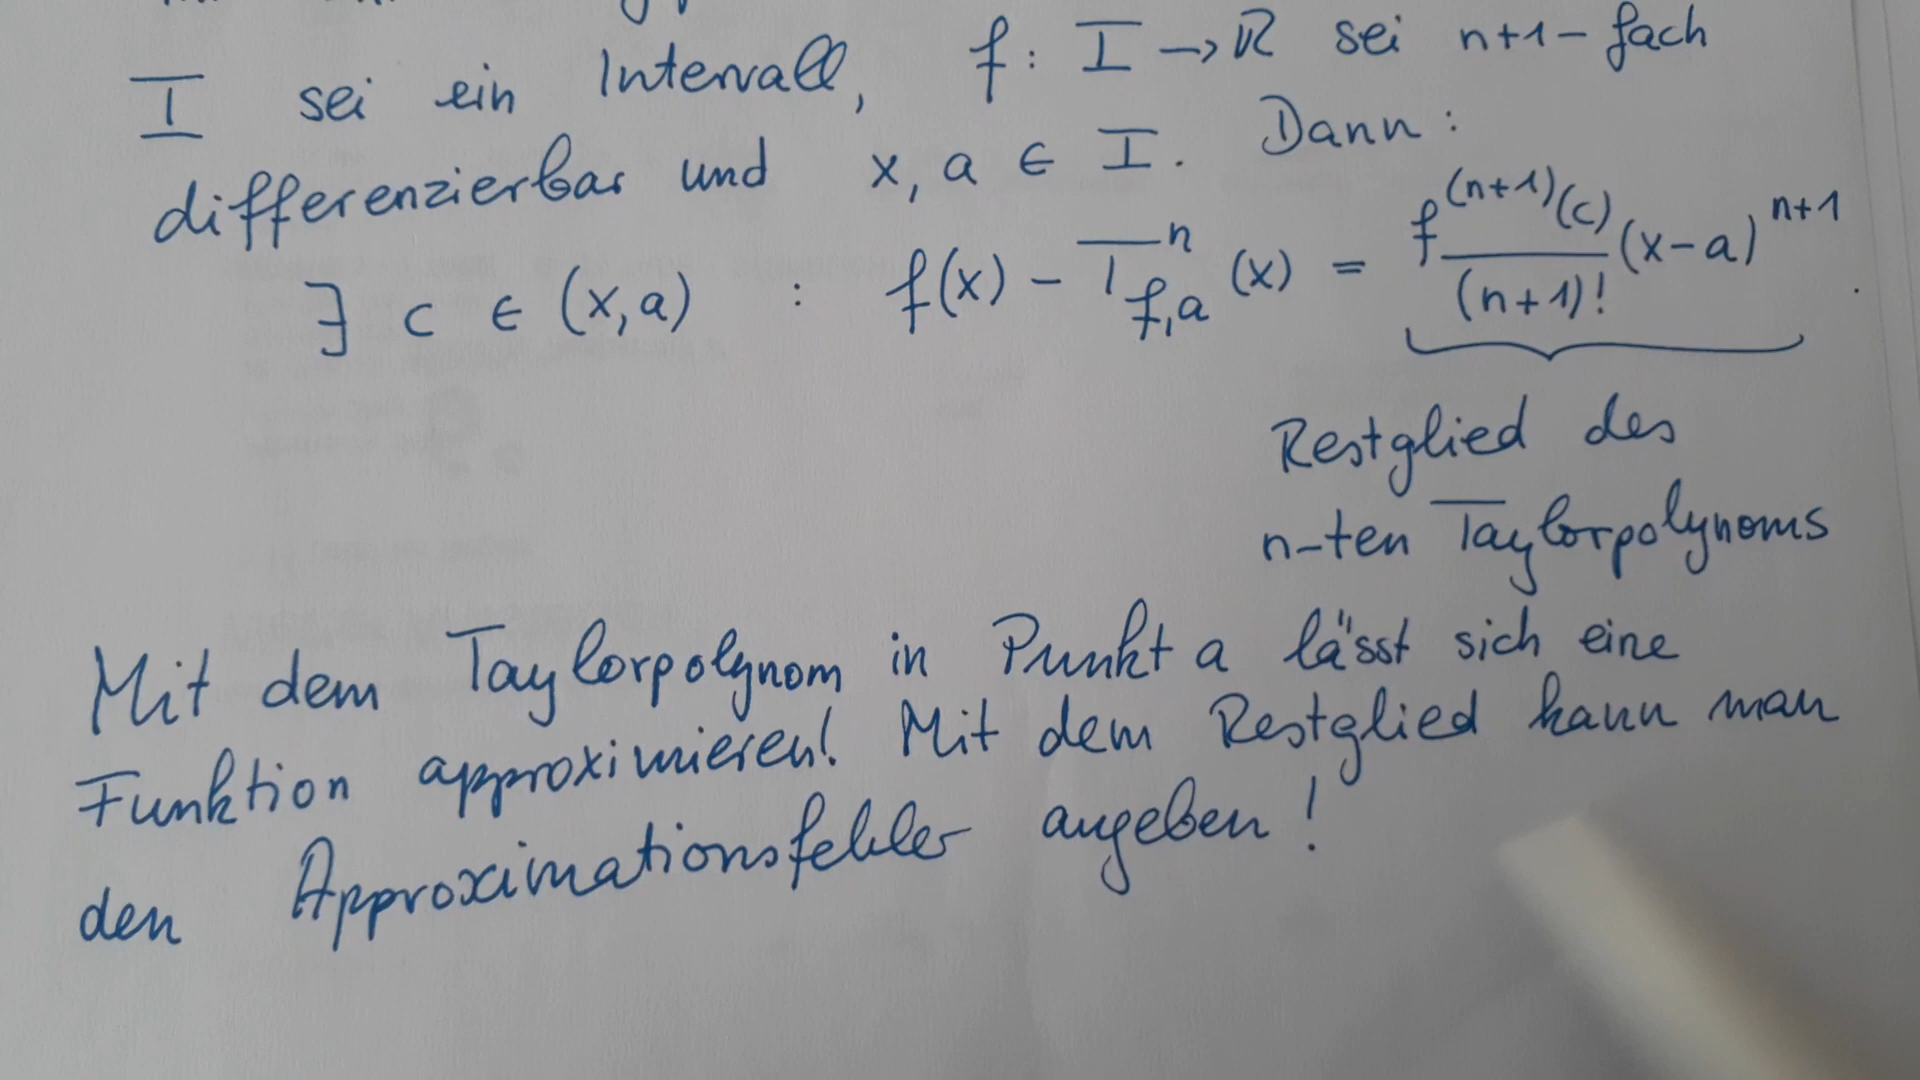 I sei ein Intervall, f: I → ℝ sei n+1-fach
differenzierbar und x, a ∈ I. Dann:
∃ c ∈ (x,a) : f(x) - T^n_{f,a}(x) = f^{(n+1)}(c)/(n+1)! (x-a)^{n+1}.
Restglied des
n-ten Taylorpolynoms
Mit dem Taylorpolynom in Punkt a lässt sich eine
Funktion approximieren! Mit dem Restglied kann man
den Approximationsfehler angeben!